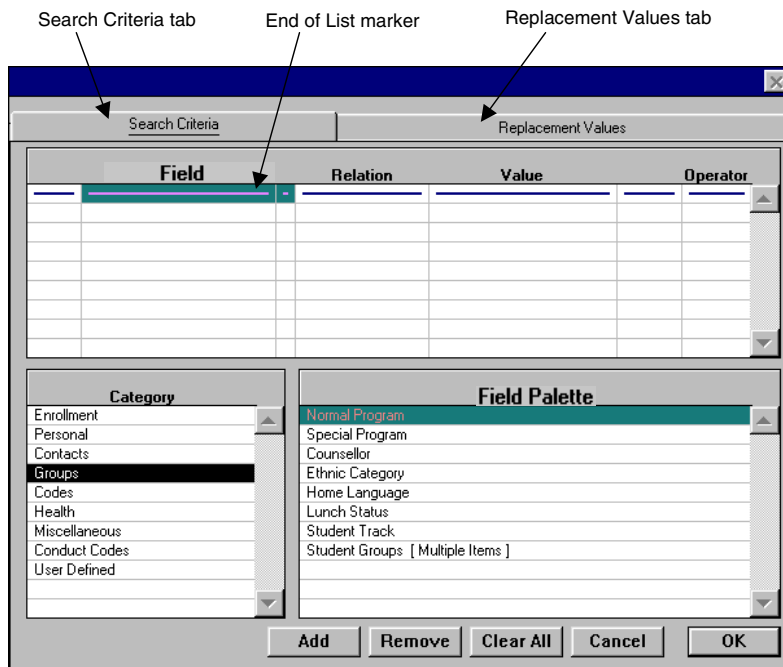 Search Criteria tab End of List marker Replacement Values tab
Search Criteria Replacement Values
Field Relation Value Operator
Category
Enrollment
Personal
Contacts
Groups
Codes
Health
Miscellaneous
Conduct Codes
User Defined
Field Palette
Normal Program
Special Program
Counsellor
Ethnic Category
Home Language
Lunch Status
Student Track
Student Groups [ Multiple Items ]
Add Remove Clear All Cancel OK